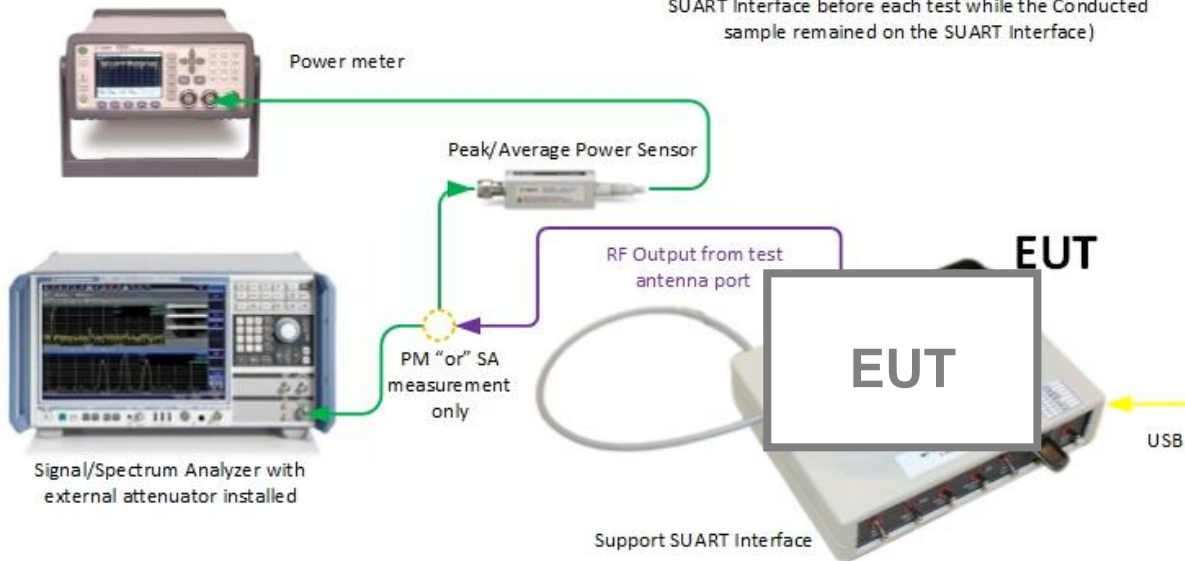 SUART Interface before each test while the Conducted
sample remained on the SUART Interface)
Power meter
Peak/Average Power Sensor
RF Output from test
antenna port
EUT
EUT
PM "or" SA
measurement
only
USB
Signal/Spectrum Analyzer with
external attenuator installed
Support SUART Interface